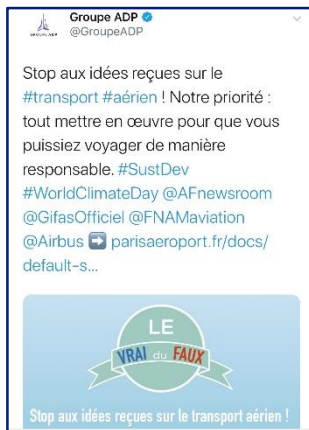 Groupe ADP
GROUPE ADP
@GroupeADP
Stop aux idées reçues sur le
#transport #aérien ! Notre priorité :
tout mettre en œuvre pour que vous
puissiez voyager de manière
responsable. #SustDev
#WorldClimateDay @AFnewsroom
@GifasOfficiel @FNAMaviation
@Airbus ➡ parisaeroport.fr/docs/
default-s...
LE
VRAI du FAUX
Stop aux idées reçues sur le transport aérien !